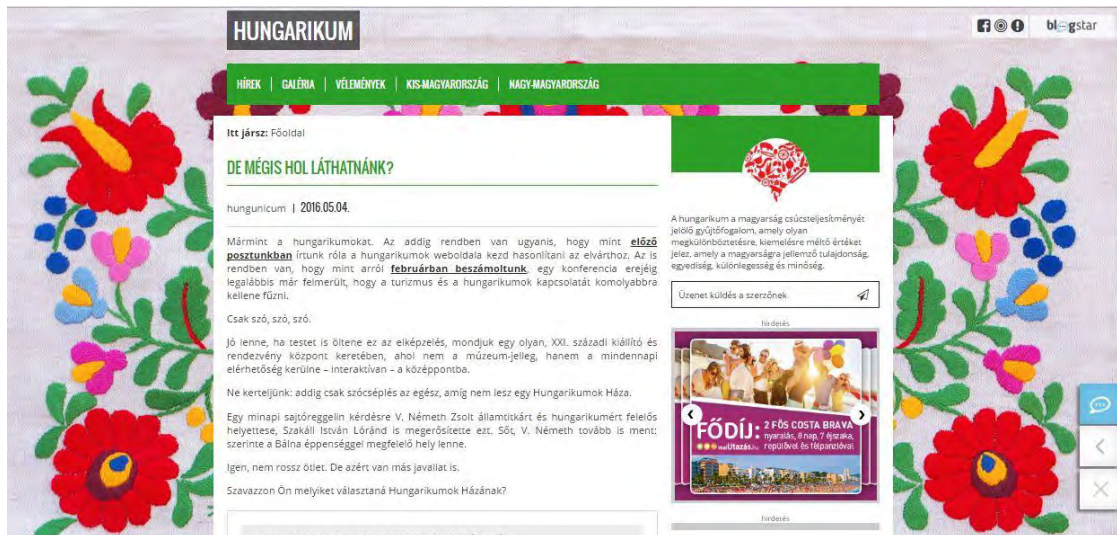 HUNGARIKUM
blogstar
HÍREK | GALÉRIA | VÉLEMÉNYEK | KIS-MAGYARORSZÁG | NAGY-MAGYARORSZÁG
Itt jársz: Főoldal
DE MÉGIS HOL LÁTHATNÁNK?
hungunicum | 2016.05.04.
Mármint a hungarikumokat. Az addig rendben van ugyanis, hogy mint előző
posztunkban írtunk róla a hungarikumok weboldala kezd hasonlítani az elvárthoz. Az is
rendben van, hogy mint arról februárban beszámoltunk, egy konferencia erejéig
legalábbis már felmerült, hogy a turizmus és a hungarikumok kapcsolatát komolyabbra
kellene fűzni.
Csak szó, szó, szó.
Jó lenne, ha testet is öltene ez az elképzelés, mondjuk egy olyan, XXI. századi kiállító és
rendezvény központ keretében, ahol nem a múzeum-jelleg, hanem a mindennapi
elérhetőség kerülne – interaktívan – a középpontba.
Ne kerteljünk: addig csak szócséplés az egész, amíg nem lesz egy Hungarikumok Háza.
Egy minapi sajtóreggelin kérdésre V. Németh Zsolt államtitkárt és hungarikumért felelős
helyettese, Szakáll István Lóránd is megerősítette ezt. Sőt, V. Németh tovább is ment:
szerinte a Bálna éppenséggel megfelelő hely lenne.
Igen, nem rossz ötlet. De azért van más javallat is.
Szavazzon Ön melyiket választaná Hungarikumok Házának?
A hungarikum a magyarság csúcsteljesítményét
jelölő gyűjtőfogalom, amely olyan
megkülönböztetésre, kiemelésre méltó értéket
jelez, amely a magyarságra jellemző tulajdonság,
egyediség, különlegesség és minőség.
Üzenet küldés a szerzőnek
hirdetés
FŐDÍJ: 2 FŐS COSTA BRAVA
nyaralás, 8 nap, 7 éjszaka,
maiUtazás.hu repülővel és félpanzióval
hirdetés